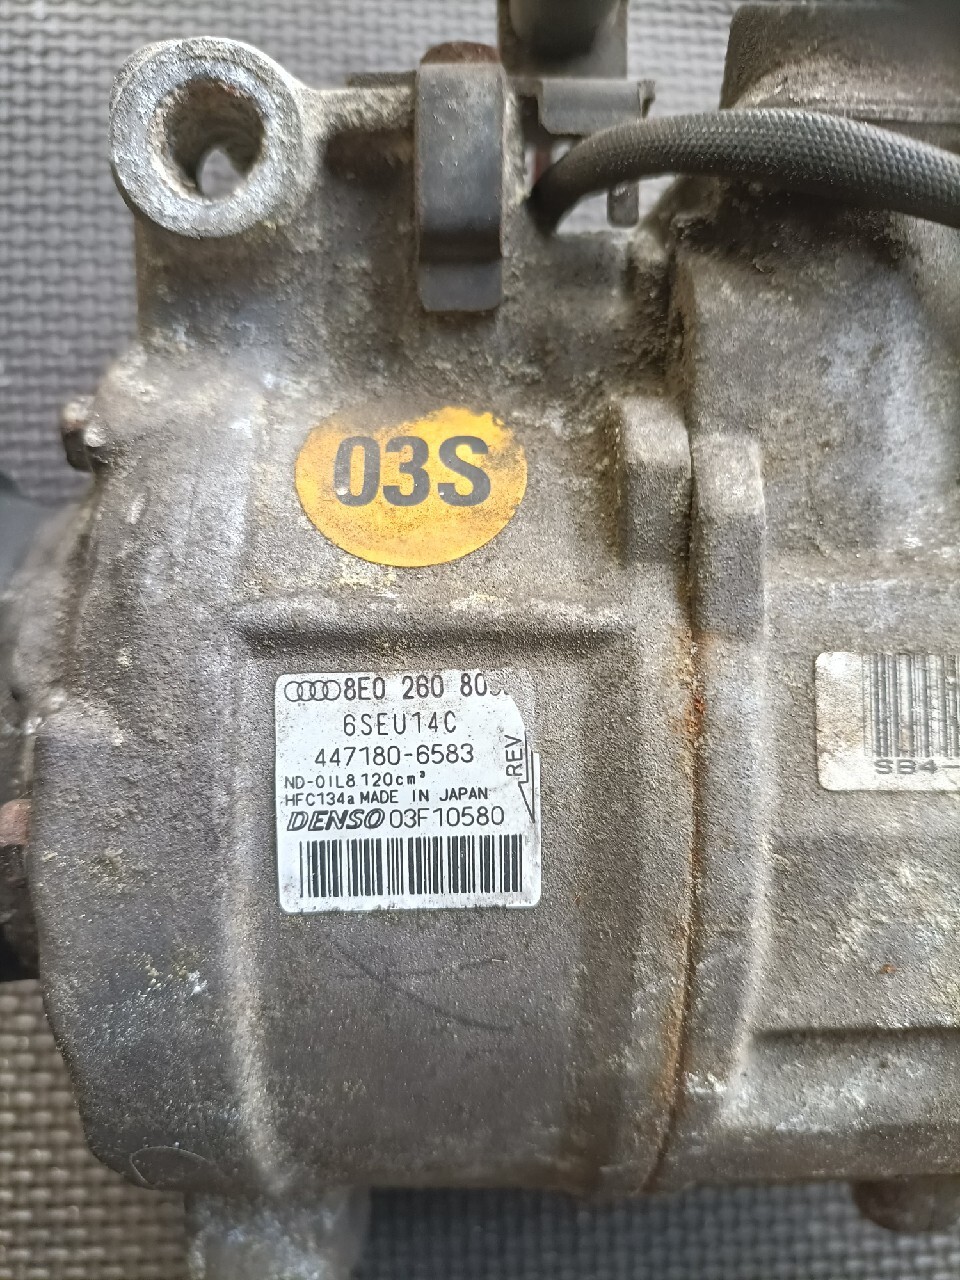 03S
8E0 260 80
6SEU14C
447180-6583
ND-OIL8 120cm³
HFC134a MADE IN JAPAN
DENSO 03F10580
REV
SB4-